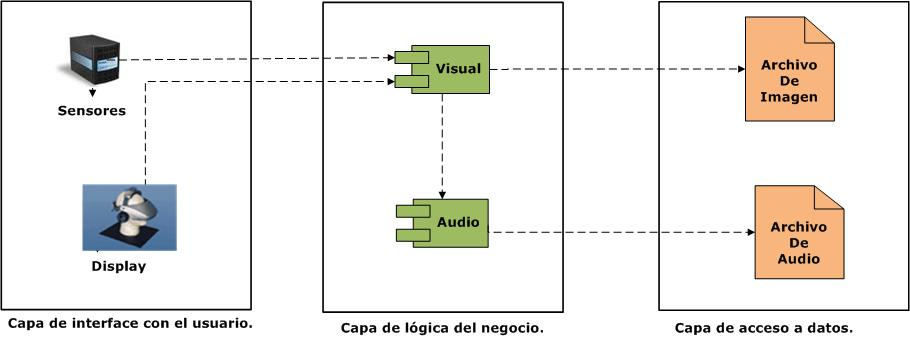 Sensores
Display
Capa de interface con el usuario.
Visual
Audio
Capa de lógica del negocio.
Archivo
De
Imagen
Archivo
De
Audio
Capa de acceso a datos.